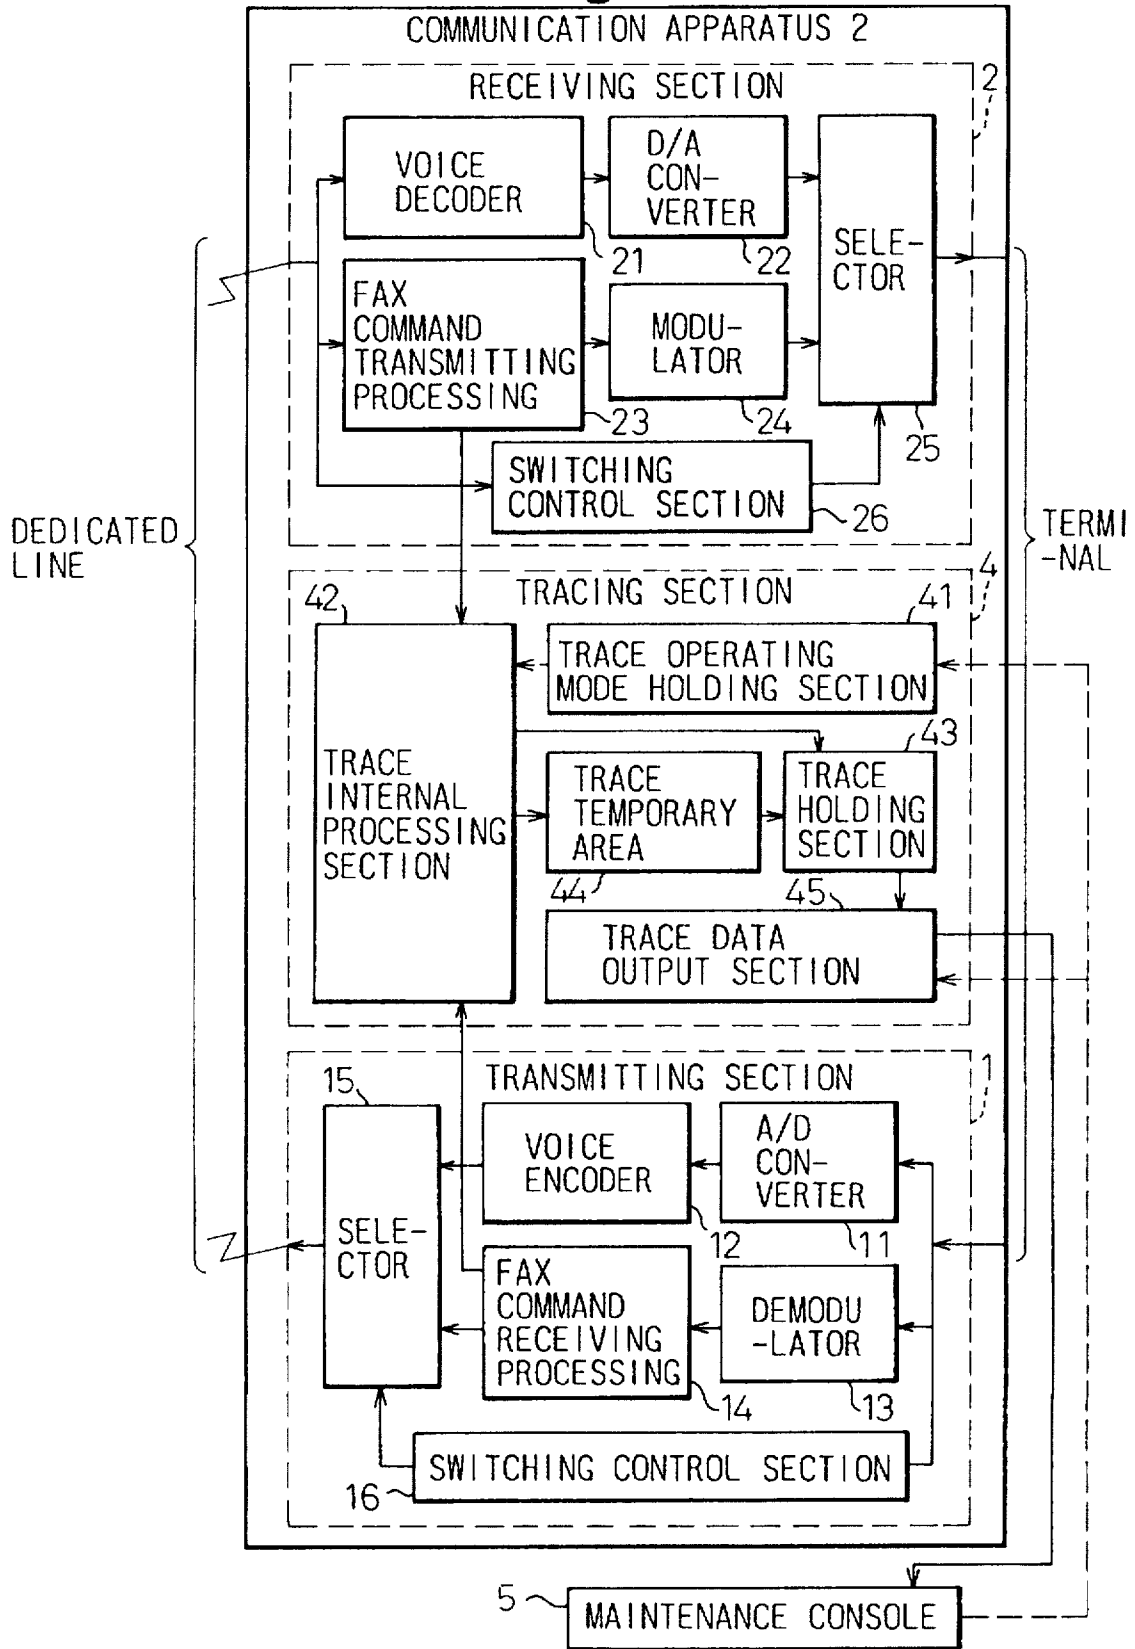 COMMUNICATION APPARATUS 2
RECEIVING SECTION
2
VOICE
DECODER
21
D/A
CON-
VERTER
22
SELE-
CTOR
25
FAX
COMMAND
TRANSMITTING
PROCESSING
23
MODU-
LATOR
24
SWITCHING
CONTROL SECTION
26
DEDICATED
LINE
TERMI
-NAL
TRACING SECTION
4
42
TRACE
INTERNAL
PROCESSING
SECTION
41
TRACE OPERATING
MODE HOLDING SECTION
43
TRACE
TEMPORARY
AREA
44
TRACE
HOLDING
SECTION
45
TRACE DATA
OUTPUT SECTION
TRANSMITTING SECTION
1
15
SELE-
CTOR
VOICE
ENCODER
12
A/D
CON-
VERTER
11
FAX
COMMAND
RECEIVING
PROCESSING
14
DEMODU
-LATOR
13
SWITCHING CONTROL SECTION
16
5
MAINTENANCE CONSOLE